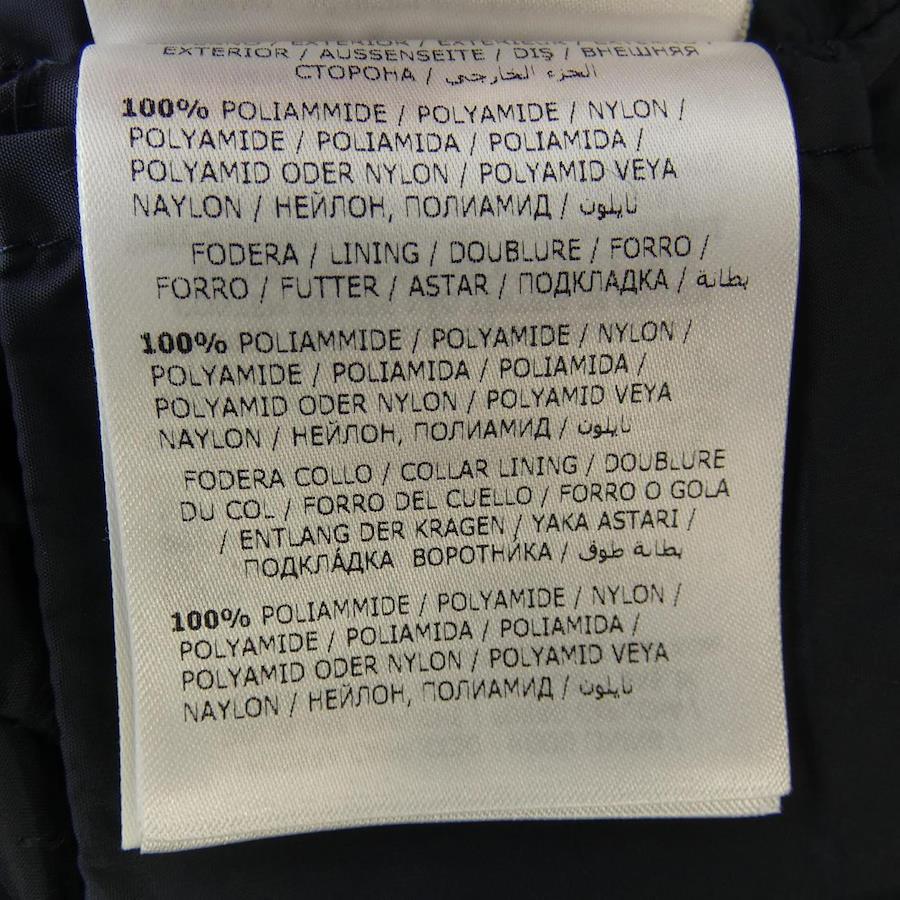 EXTERIOR / AUSSENSEITE / DIŞ / ВНЕШНЯЯ
СТОРОНА / الجزء الخارجي
100% POLIAMMIDE / POLYAMIDE / NYLON /
POLYAMIDE / POLIAMIDA / POLIAMIDA /
POLYAMID ODER NYLON / POLYAMID VEYA
NAYLON / НЕЙЛОН, ПОЛИАМИД / نايلون
FODERA / LINING / DOUBLURE / FORRO /
FORRO / FUTTER / ASTAR / ПОДКЛАДКА / بطانة
100% POLIAMMIDE / POLYAMIDE / NYLON /
POLYAMIDE / POLIAMIDA / POLIAMIDA /
POLYAMID ODER NYLON / POLYAMID VEYA
NAYLON / НЕЙЛОН, ПОЛИАМИД / نايلون
FODERA COLLO / COLLAR LINING / DOUBLURE
DU COL / FORRO DEL CUELLO / FORRO O GOLA
/ ENTLANG DER KRAGEN / YAKA ASTARI /
ПОДКЛА́ДКА ВОРОТНИ́КА / بطانة طوق
100% POLIAMMIDE / POLYAMIDE / NYLON /
POLYAMIDE / POLIAMIDA / POLIAMIDA /
POLYAMID ODER NYLON / POLYAMID VEYA
NAYLON / НЕЙЛОН, ПОЛИАМИД / نايلون